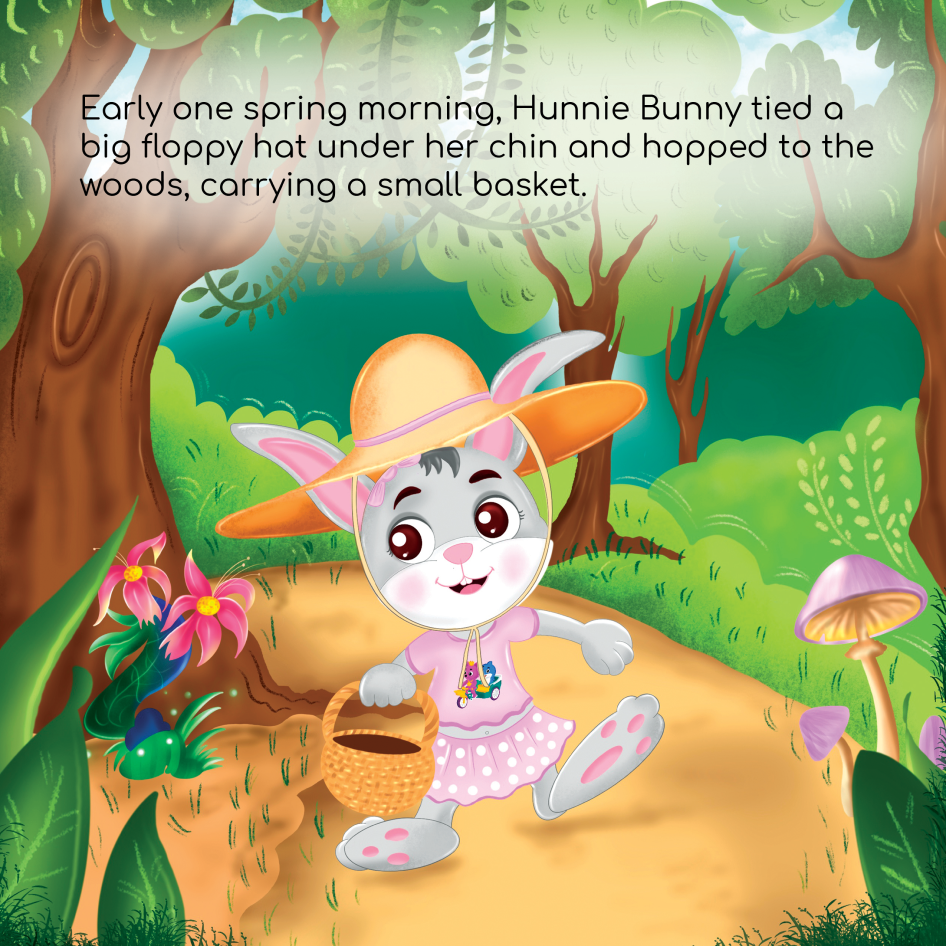 Early one spring morning, Hunnie Bunny tied a
big floppy hat under her chin and hopped to the
woods, carrying a small basket.